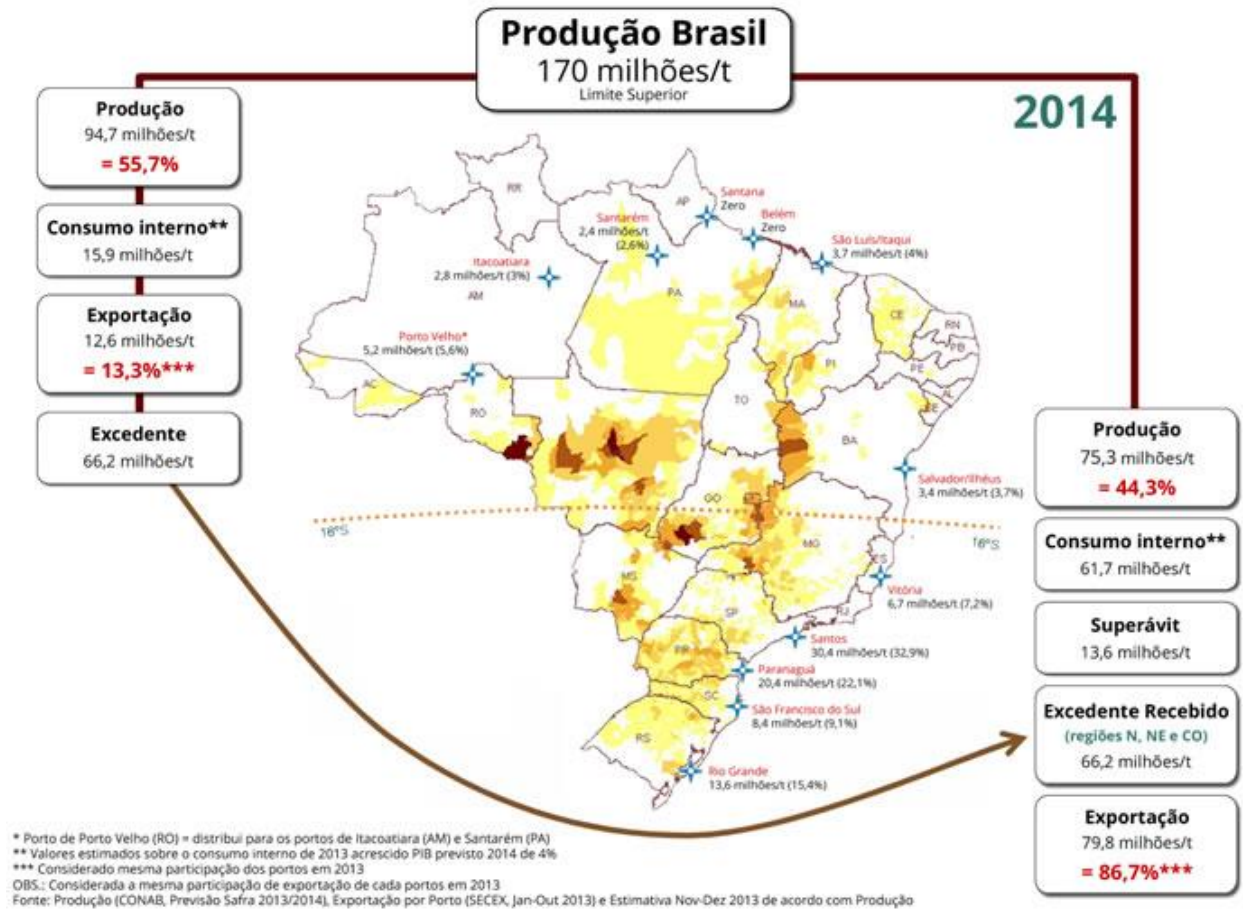 Produção Brasil
170 milhões/t
Limite Superior
2014
Produção
94,7 milhões/t
= 55,7%
Consumo interno**
15,9 milhões/t
Exportação
12,6 milhões/t
= 13,3%***
Excedente
66,2 milhões/t
RR
AP
Santana
Zero
Belém
Zero
Santarém
2,4 milhões/t
(2,6%)
São Luís/Itaqui
3,7 milhões/t (4%)
Itacoatiara
2,8 milhões/t (3%)
AM
PA
MA
CE
RN
PB
PE
AL
SE
PI
Porto Velho*
5,2 milhões/t (5,6%)
AC
RO
TO
BA
Salvador/Ilhéus
3,4 milhões/t (3,7%)
GO
16ºS
16ºS
MG
ES
MS
Vitória
6,7 milhões/t (7,2%)
SP
RJ
Santos
30,4 milhões/t (32,9%)
PR
Paranaguá
20,4 milhões/t (22,1%)
SC
São Francisco do Sul
8,4 milhões/t (9,1%)
RS
Rio Grande
13,6 milhões/t (15,4%)
Produção
75,3 milhões/t
= 44,3%
Consumo interno**
61,7 milhões/t
Superávit
13,6 milhões/t
Excedente Recebido
(regiões N, NE e CO)
66,2 milhões/t
Exportação
79,8 milhões/t
= 86,7%***
* Porto de Porto Velho (RO) = distribui para os portos de Itacoatiara (AM) e Santarém (PA)
** Valores estimados sobre o consumo interno de 2013 acrescido PIB previsto 2014 de 4%
*** Considerado mesma participação dos portos em 2013
OBS.: Considerada a mesma participação de exportação de cada portos em 2013
Fonte: Produção (CONAB, Previsão Safra 2013/2014), Exportação por Porto (SECEX, Jan-Out 2013) e Estimativa Nov-Dez 2013 de acordo com Produção